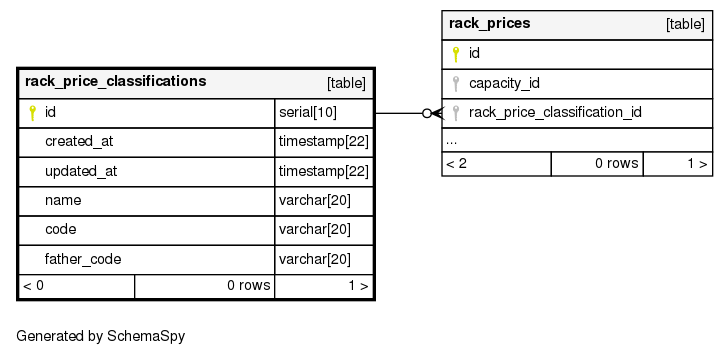 rack_price_classifications [table]
id serial[10]
created_at timestamp[22]
updated_at timestamp[22]
name varchar[20]
code varchar[20]
father_code varchar[20]
< 0 0 rows 1 >
rack_prices [table]
id
capacity_id
rack_price_classification_id
...
< 2 0 rows 1 >
Generated by SchemaSpy